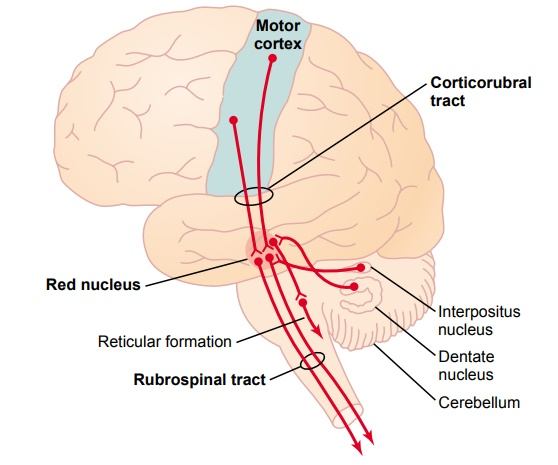 Motor
cortex
Corticorubral
tract
Red nucleus
Interpositus
nucleus
Reticular formation
Dentate
nucleus
Rubrospinal tract
Cerebellum